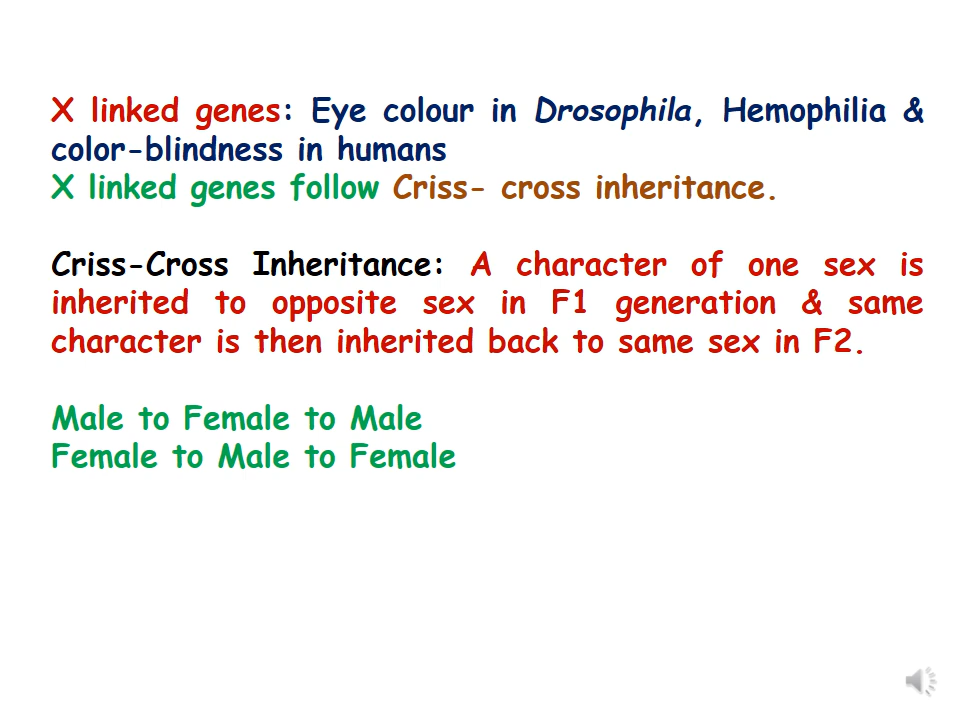 X linked genes: Eye colour in Drosophila, Hemophilia &
color-blindness in humans
X linked genes follow Criss- cross inheritance.
Criss-Cross Inheritance: A character of one sex is
inherited to opposite sex in F1 generation & same
character is then inherited back to same sex in F2.
Male to Female to Male
Female to Male to Female